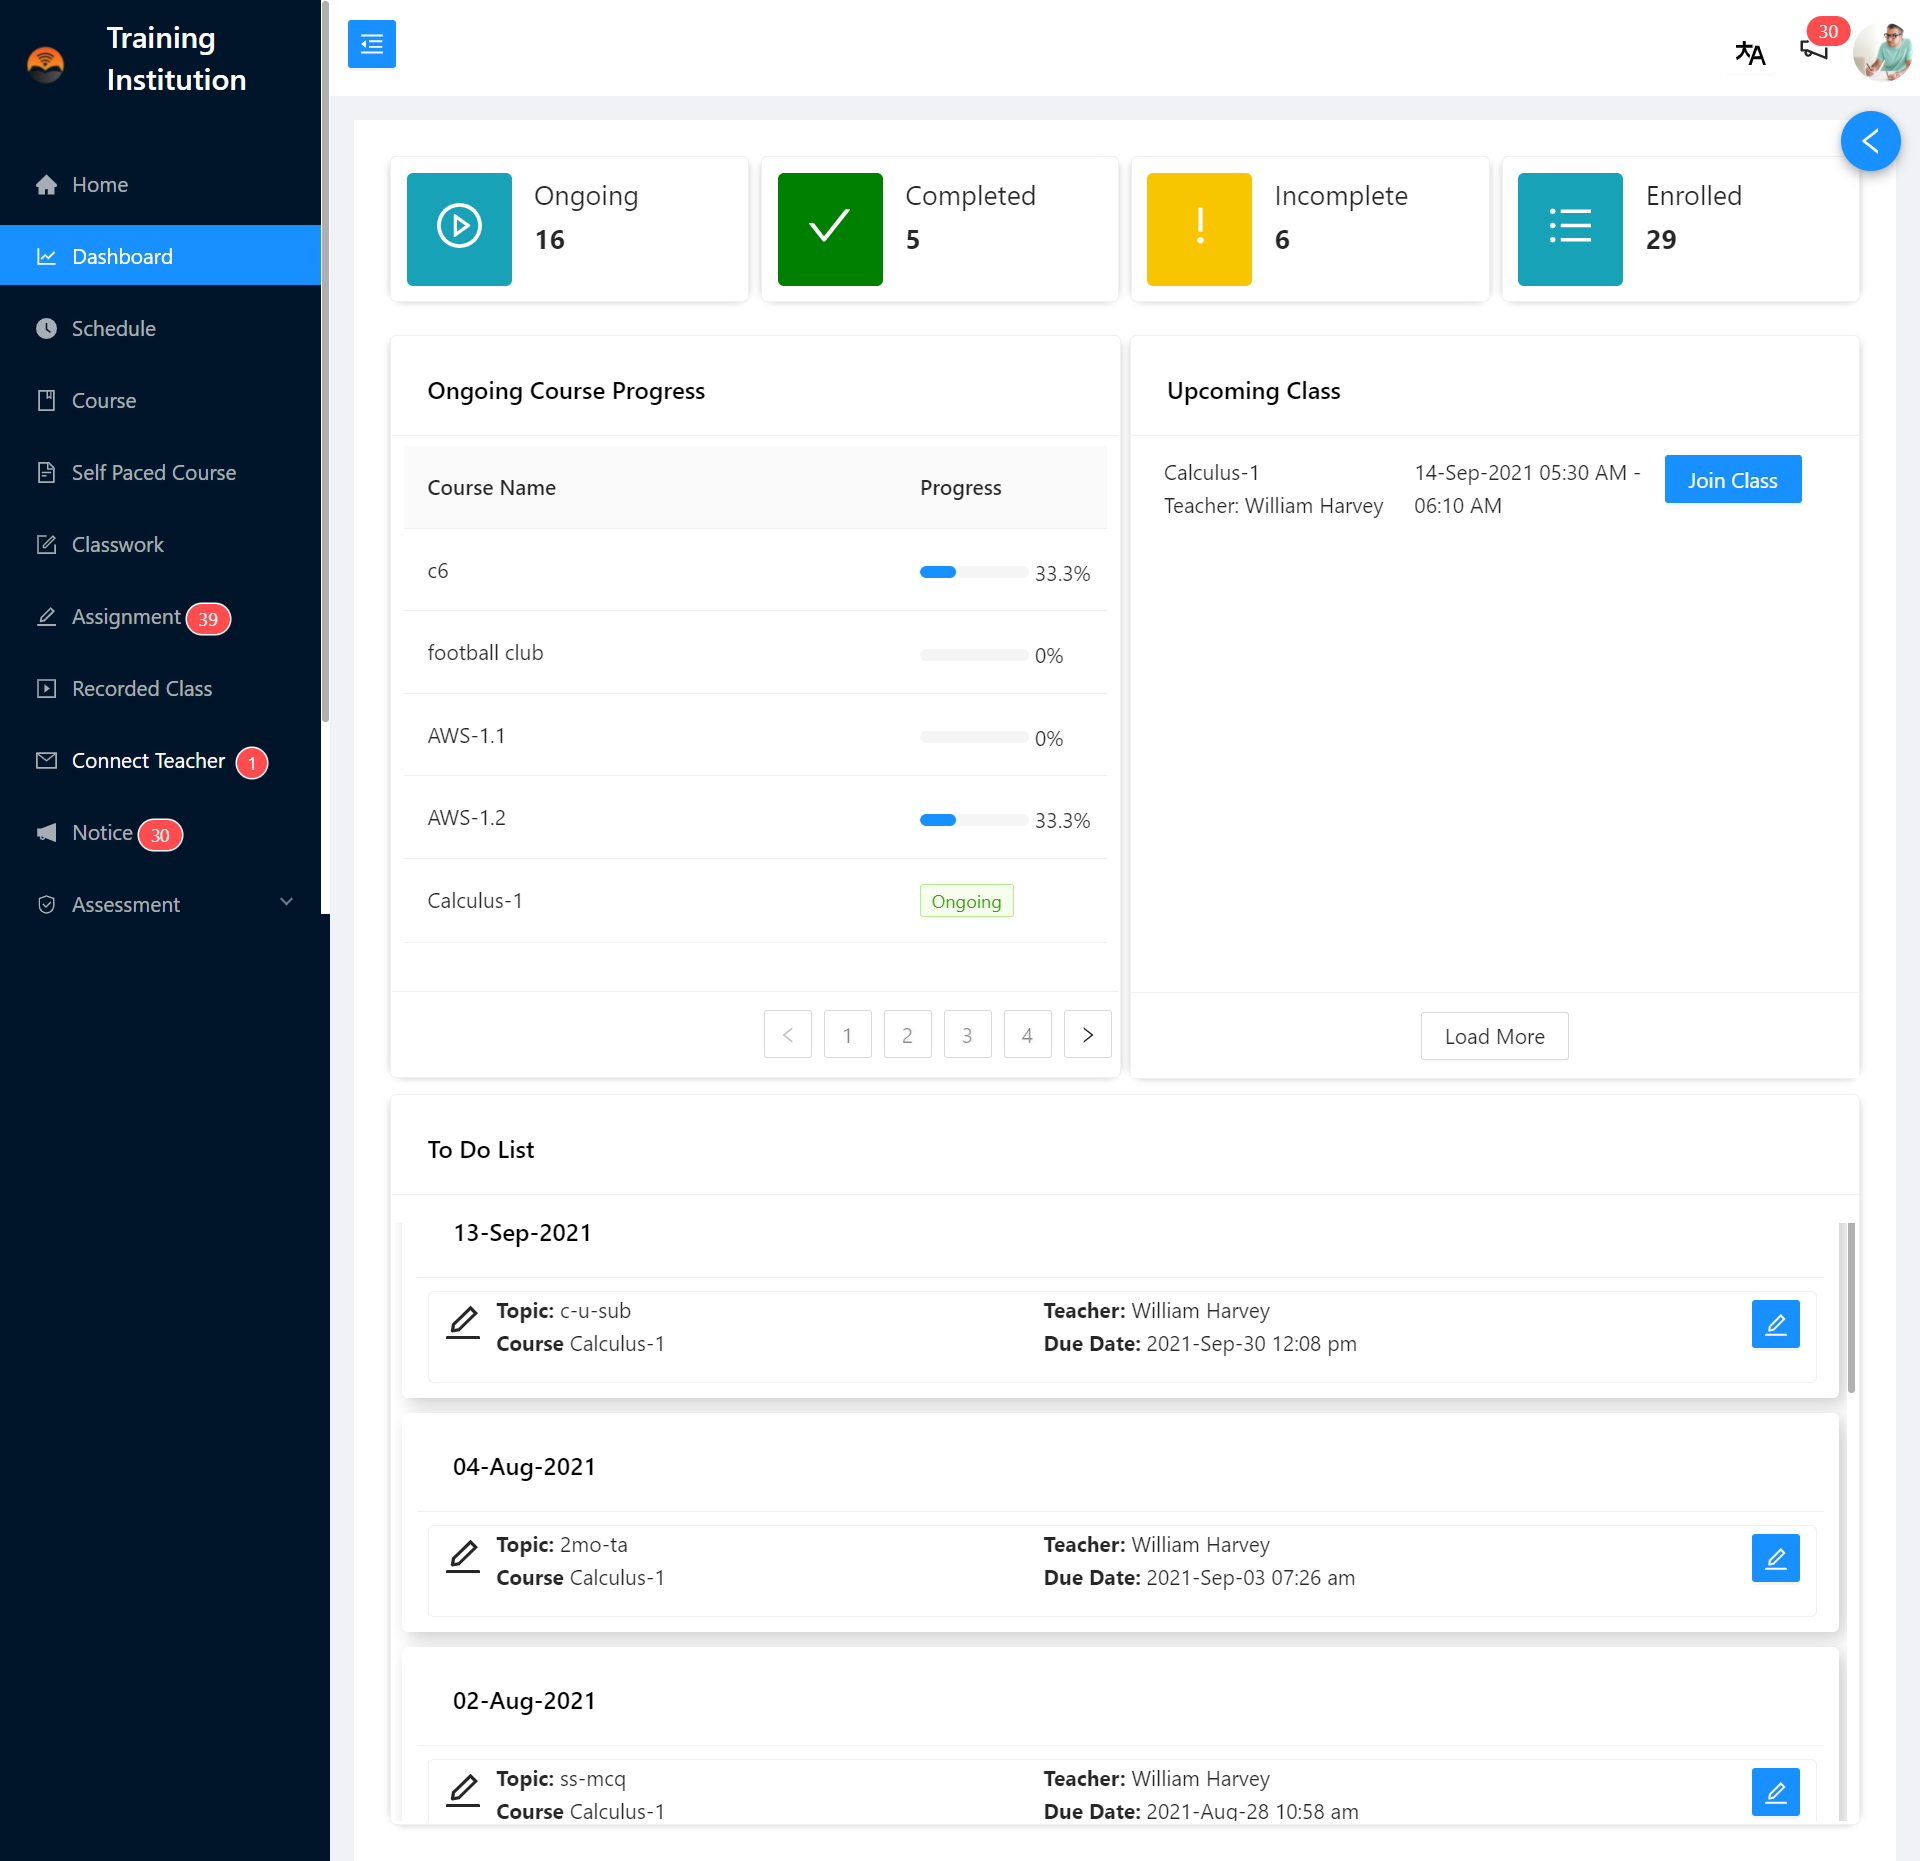 Training
Institution
30
Home
Dashboard
Schedule
Course
Self Paced Course
Classwork
Assignment 39
Recorded Class
Connect Teacher 1
Notice 30
Assessment
Ongoing
16
Completed
5
Incomplete
6
Enrolled
29
Ongoing Course Progress
Course Name Progress
c6 33.3%
football club 0%
AWS-1.1 0%
AWS-1.2 33.3%
Calculus-1 Ongoing
1 2 3 4
Upcoming Class
Calculus-1 14-Sep-2021 05:30 AM - Join Class
Teacher: William Harvey 06:10 AM
Load More
To Do List
13-Sep-2021
Topic: c-u-sub Teacher: William Harvey
Course Calculus-1 Due Date: 2021-Sep-30 12:08 pm
04-Aug-2021
Topic: 2mo-ta Teacher: William Harvey
Course Calculus-1 Due Date: 2021-Sep-03 07:26 am
02-Aug-2021
Topic: ss-mcq Teacher: William Harvey
Course Calculus-1 Due Date: 2021-Aug-28 10:58 am